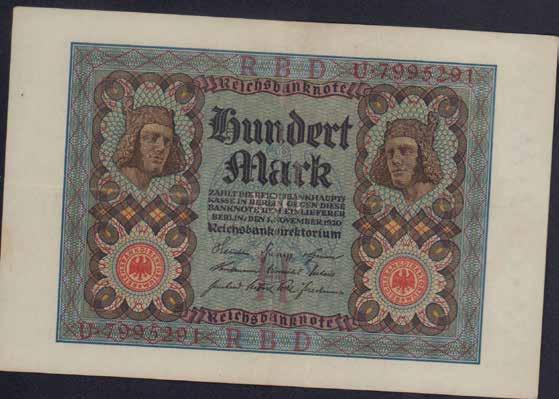 R B D U·7995291
Reichsbanknote
Hundert
Mark
ZAHLT DIE REICHSBANKHAUPT-
KASSE IN BERLIN GEGEN DIESE
BANKNOTE DEM EINLIEFERER
BERLIN, DEN 1. NOVEMBER 1920
Reichsbankdirektorium
Reichsbanknote
U·7995291 R B D